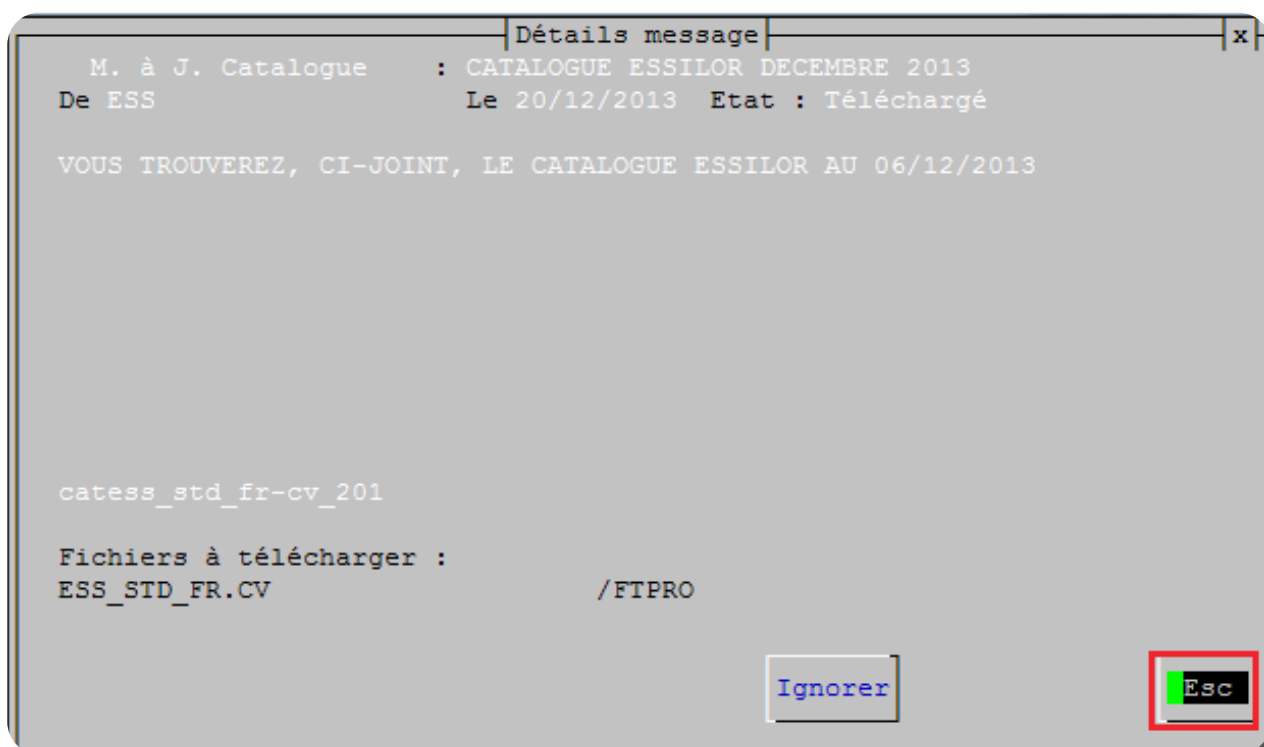 Détails message x
M. à J. Catalogue : CATALOGUE ESSILOR DECEMBRE 2013
De ESS Le 20/12/2013 Etat : Téléchargé
VOUS TROUVEREZ, CI-JOINT, LE CATALOGUE ESSILOR AU 06/12/2013
catess_std_fr-cv_201
Fichiers à télécharger :
ESS_STD_FR.CV /FTPRO
Ignorer Esc